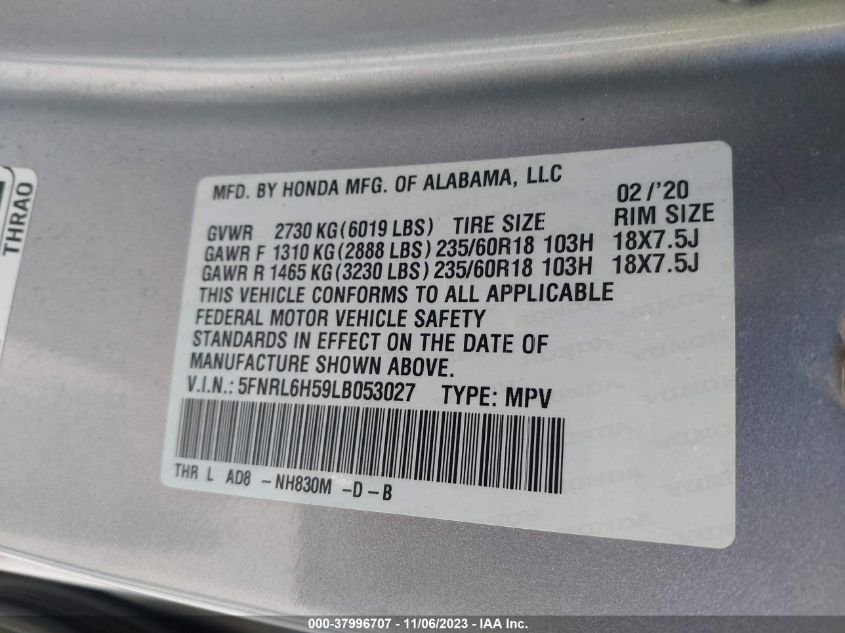 MFD. BY HONDA MFG. OF ALABAMA, LLC 02/'20
GVWR 2730 KG(6019 LBS) TIRE SIZE RIM SIZE
GAWR F 1310 KG(2888 LBS) 235/60R18 103H 18X7.5J
GAWR R 1465 KG(3230 LBS) 235/60R18 103H 18X7.5J
THIS VEHICLE CONFORMS TO ALL APPLICABLE
FEDERAL MOTOR VEHICLE SAFETY
STANDARDS IN EFFECT ON THE DATE OF
MANUFACTURE SHOWN ABOVE.
V.I.N.: 5FNRL6H59LB053027 TYPE: MPV
THR L AD8 -NH830M -D-B
THRAO
000-37996707 - 11/06/2023 - IAA Inc.